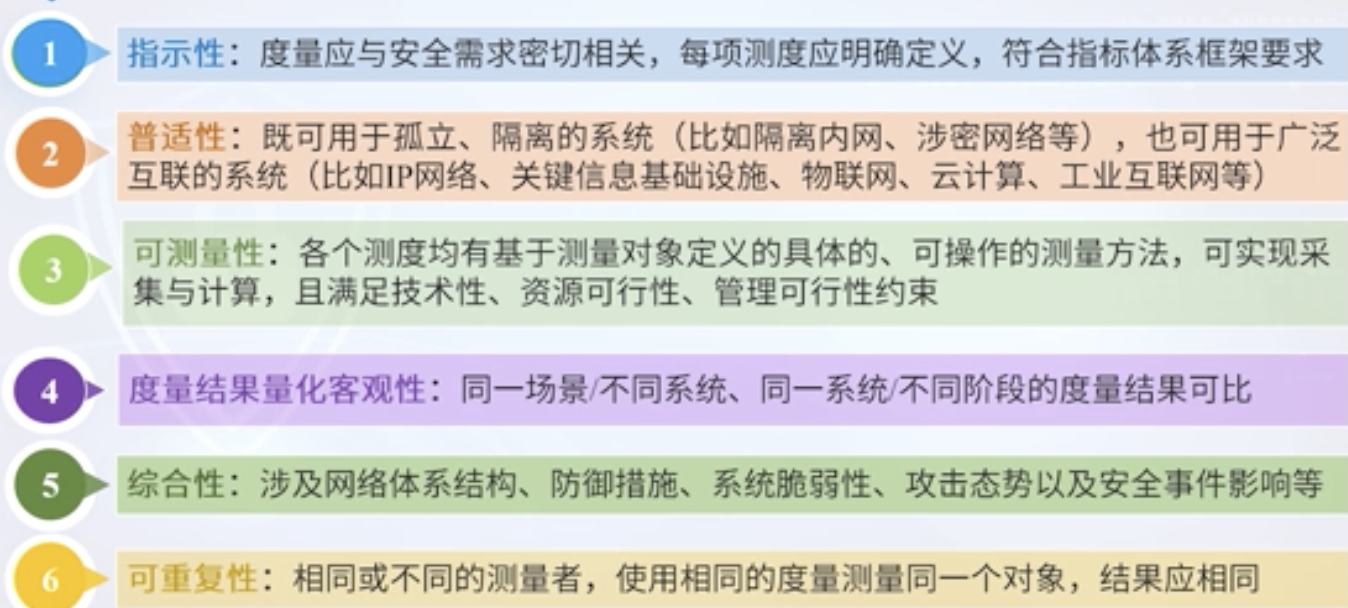 1
指示性：度量应与安全需求密切相关，每项测度应明确定义，符合指标体系框架要求
2
普适性：既可用于孤立、隔离的系统（比如隔离内网、涉密网络等），也可用于广泛
互联的系统（比如IP网络、关键信息基础设施、物联网、云计算、工业互联网等）
3
可测量性：各个测度均有基于测量对象定义的具体的、可操作的测量方法，可实现采
集与计算，且满足技术性、资源可行性、管理可行性约束
4
度量结果量化客观性：同一场景/不同系统、同一系统/不同阶段的度量结果可比
5
综合性：涉及网络体系结构、防御措施、系统脆弱性、攻击态势以及安全事件影响等
6
可重复性：相同或不同的测量者，使用相同的度量测量同一个对象，结果应相同